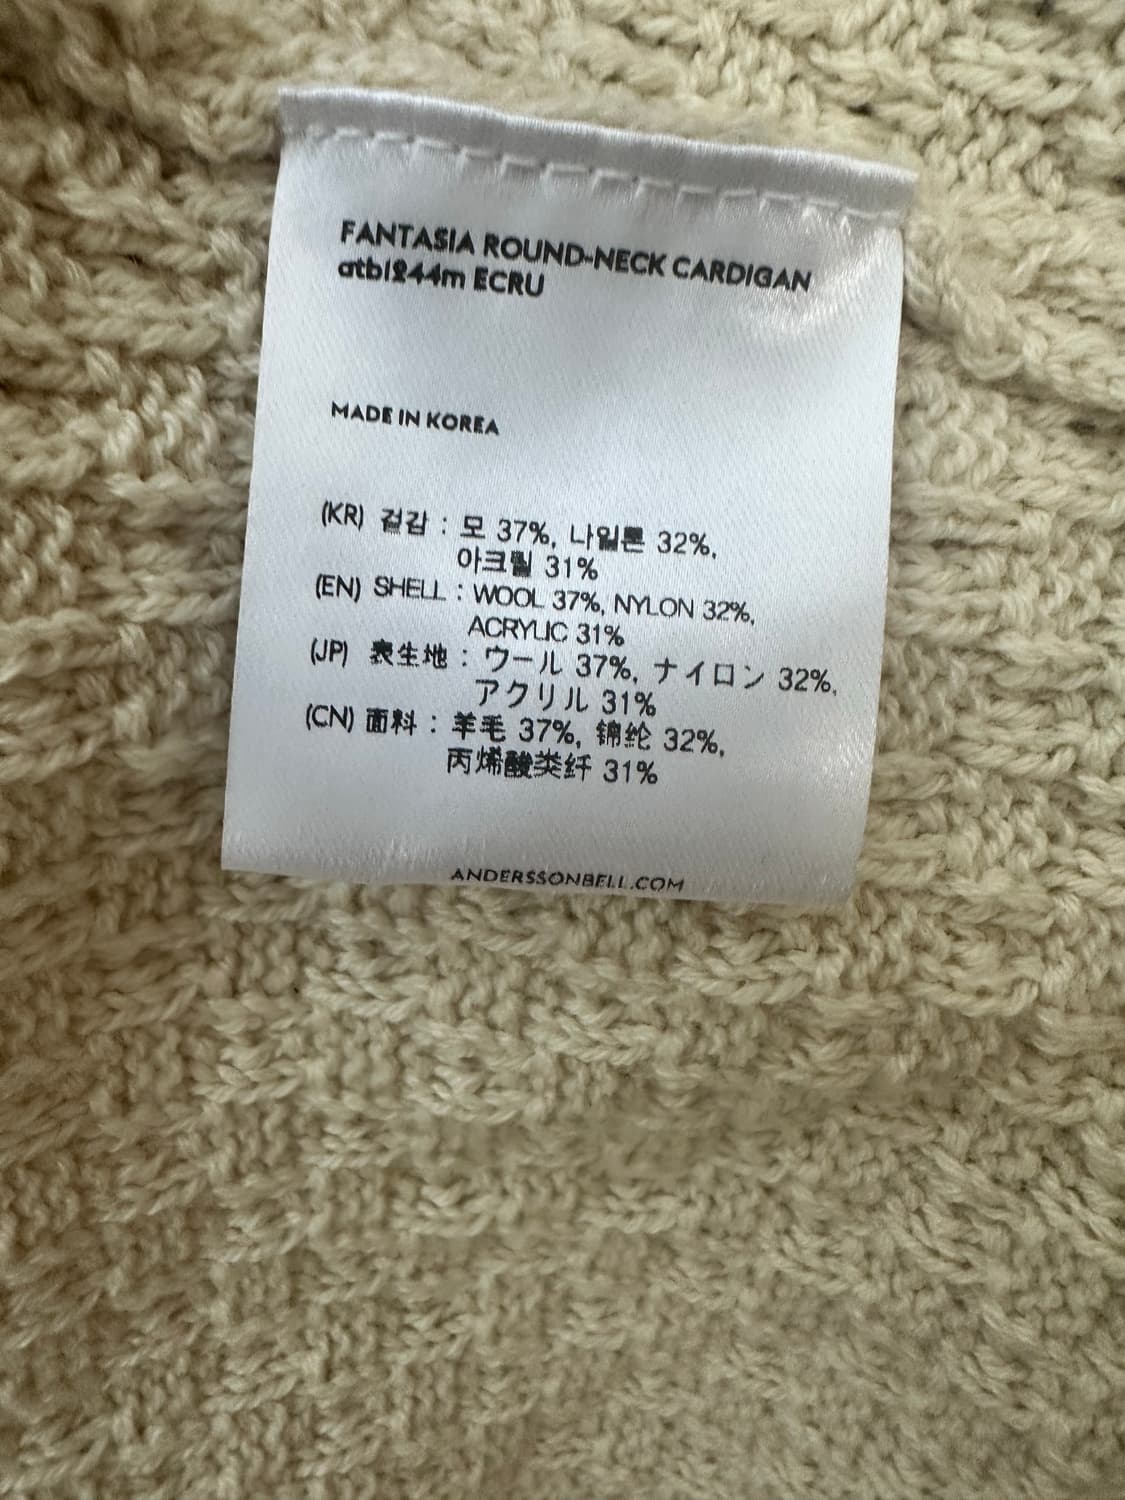 FANTASIA ROUND-NECK CARDIGAN
atb1244m ECRU
MADE IN KOREA
(KR) 겉감 : 모 37%, 나일론 32%,
아크릴 31%
(EN) SHELL : WOOL 37%, NYLON 32%,
ACRYLIC 31%
(JP) 表生地 : ウール 37%, ナイロン 32%,
アクリル 31%
(CN) 面料 : 羊毛 37%, 锦纶 32%,
丙烯酸类纤 31%
ANDERSSONBELL.COM